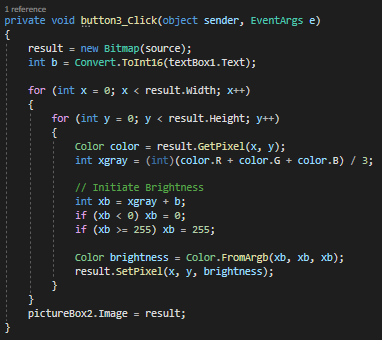 1 reference
private void button3_Click(object sender, EventArgs e)
{
    result = new Bitmap(source);
    int b = Convert.ToInt16(textBox1.Text);

    for (int x = 0; x < result.Width; x++)
    {
        for (int y = 0; y < result.Height; y++)
        {
            Color color = result.GetPixel(x, y);
            int xgray = (int)(color.R + color.G + color.B) / 3;

            // Initiate Brightness
            int xb = xgray + b;
            if (xb < 0) xb = 0;
            if (xb >= 255) xb = 255;

            Color brightness = Color.FromArgb(xb, xb, xb);
            result.SetPixel(x, y, brightness);
        }
    }
    pictureBox2.Image = result;
}